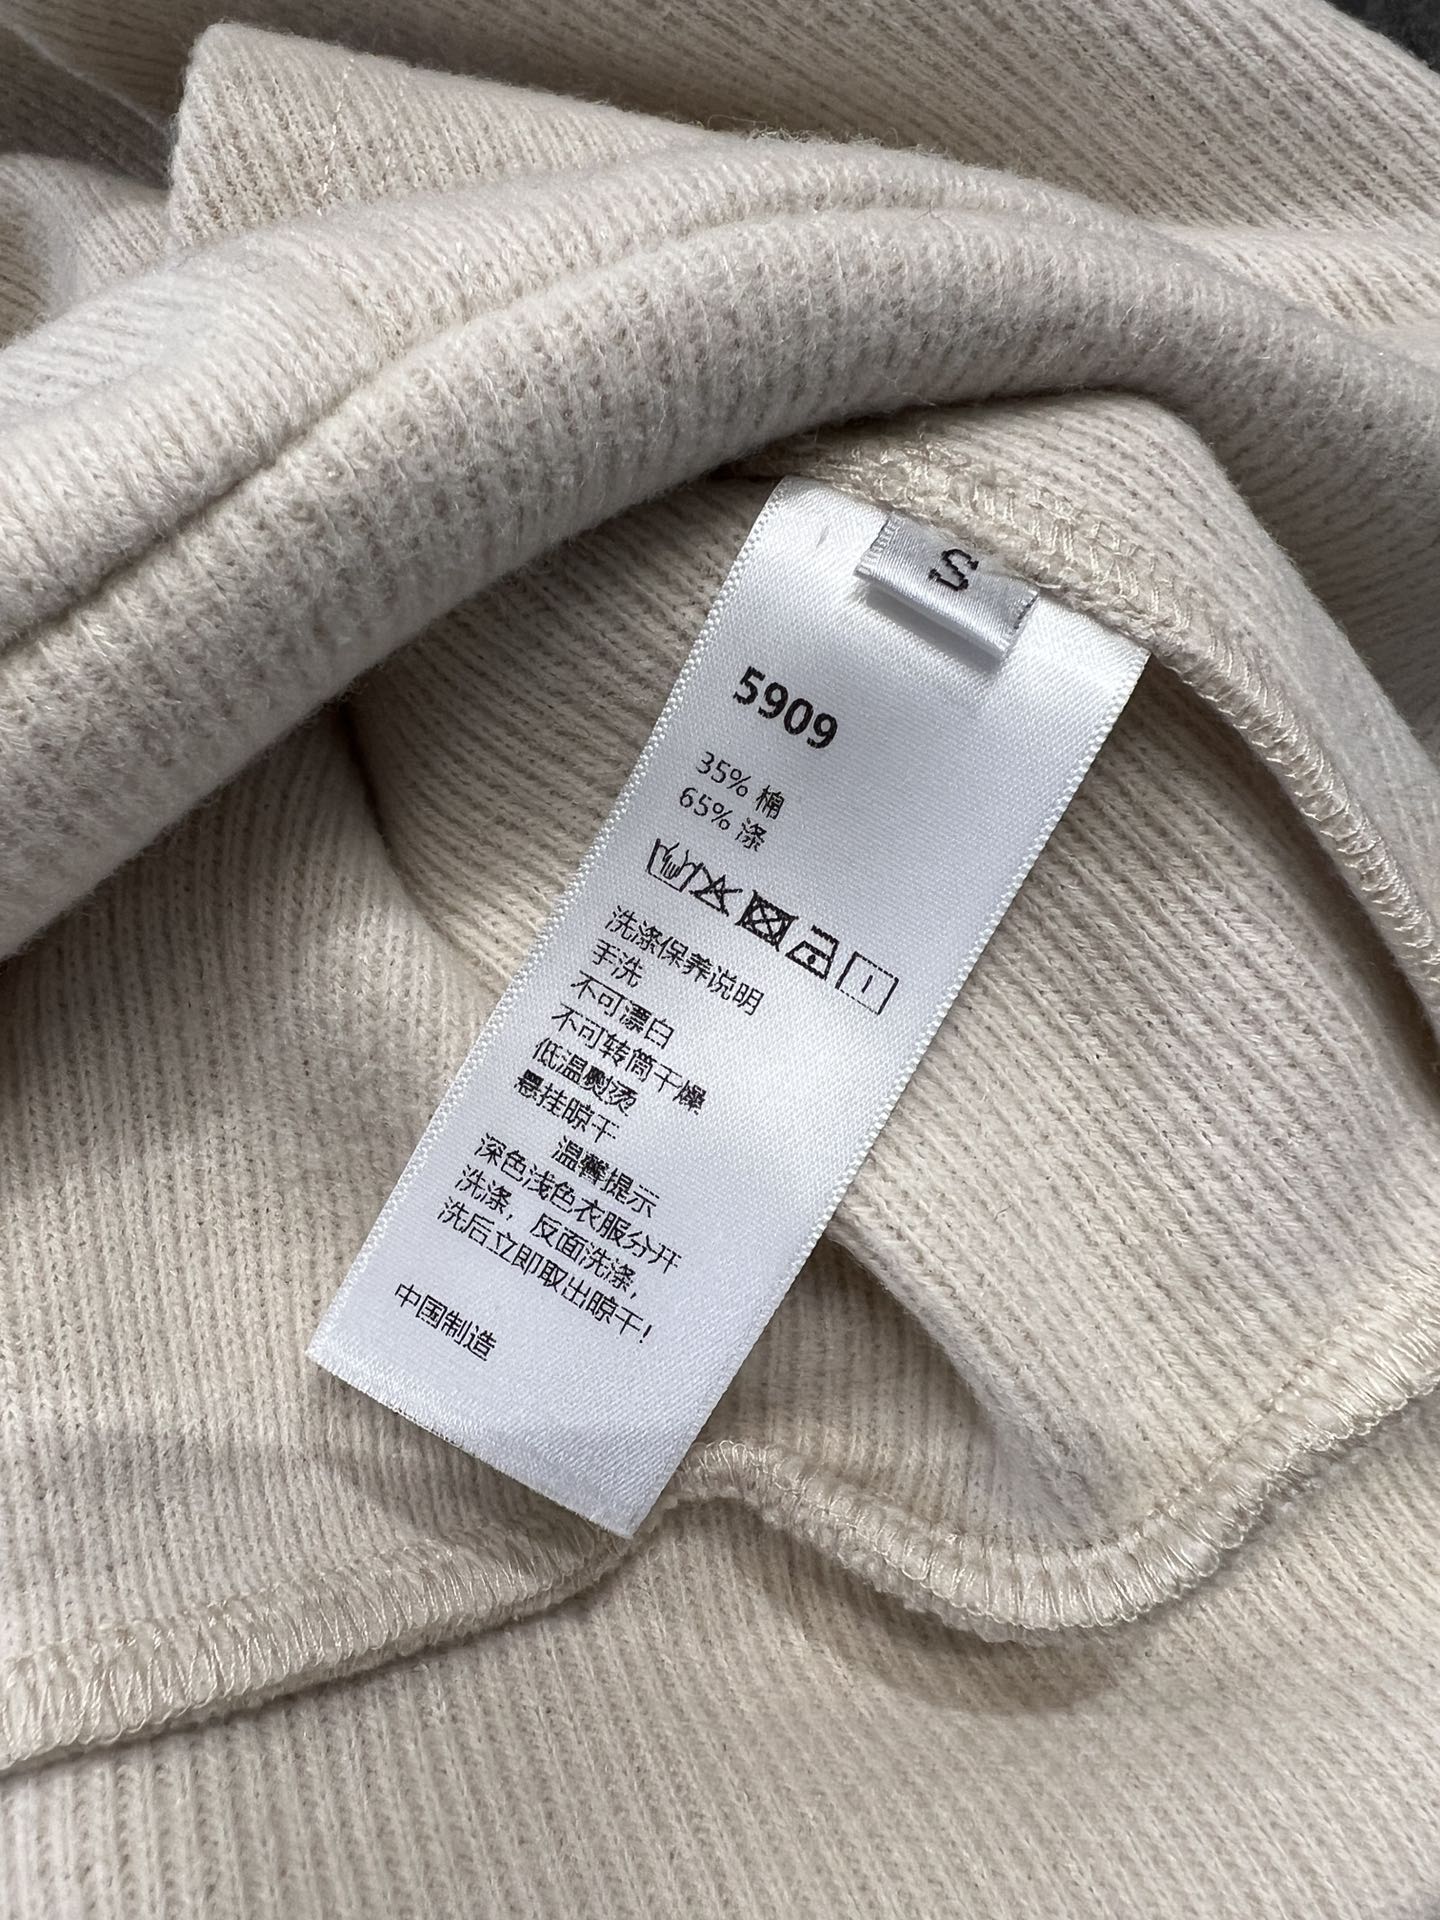 S
5909
35% 棉
65% 涤
洗涤保养说明
手洗
不可漂白
不可转筒干燥
低温熨烫
悬挂晾干
温馨提示
深色浅色衣服分开
洗涤，反面洗涤，
洗后立即取出晾干！
中国制造